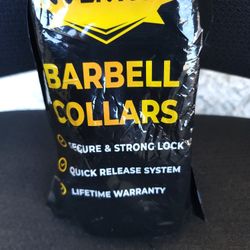 BARBELL
COLLARS
SECURE & STRONG LOCK
QUICK RELEASE SYSTEM
LIFETIME WARRANTY